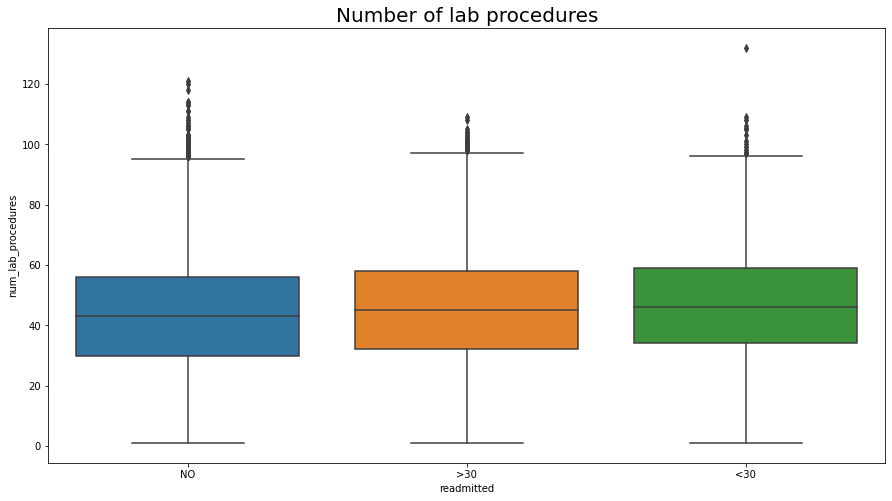 Number of lab procedures
num_lab_procedures
120
100
80
60
40
20
0
NO
>30
<30
readmitted